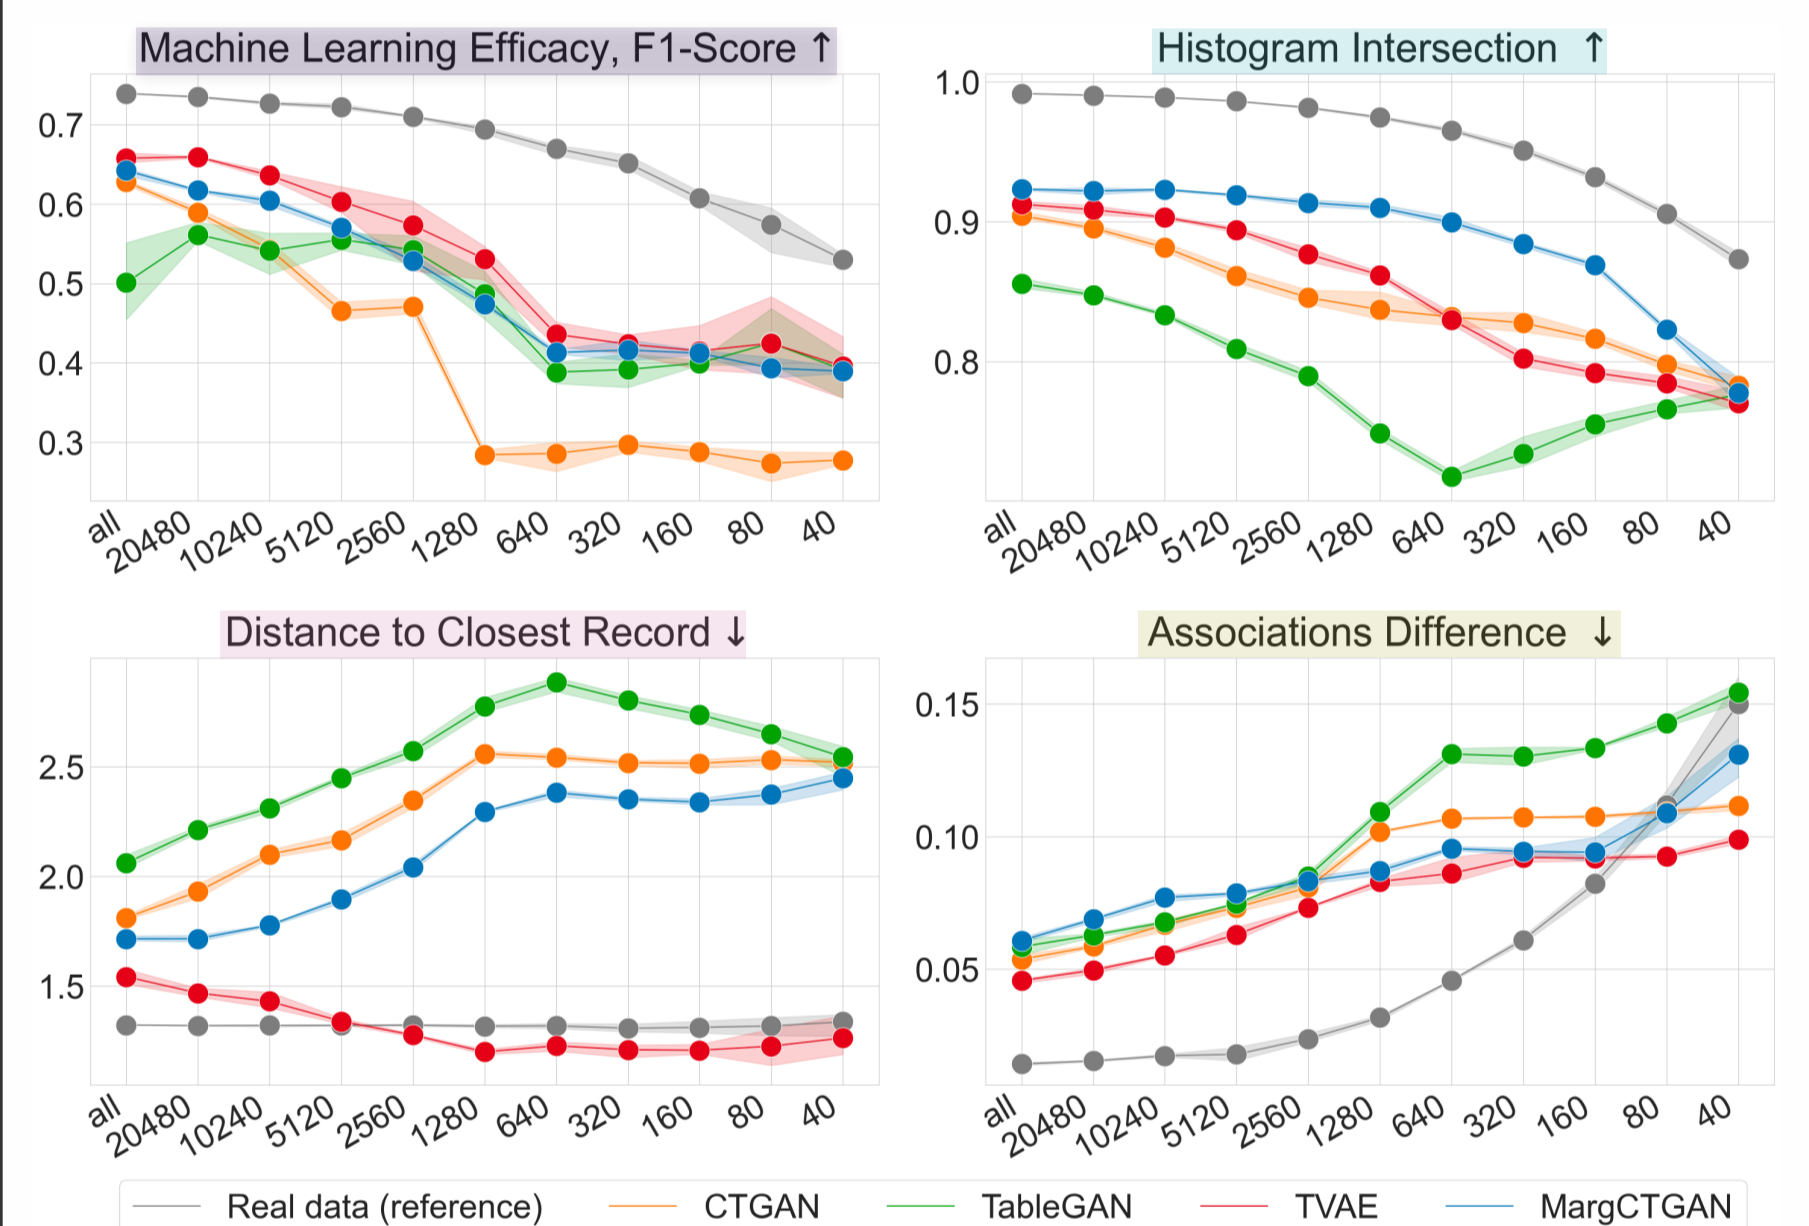 Machine Learning Efficacy, F1-Score ↑
0.7
0.6
0.5
0.4
0.3
all 20480 10240 5120 2560 1280 640 320 160 80 40
Histogram Intersection ↑
1.0
0.9
0.8
all 20480 10240 5120 2560 1280 640 320 160 80 40
Distance to Closest Record ↓
2.5
2.0
1.5
all 20480 10240 5120 2560 1280 640 320 160 80 40
Associations Difference ↓
0.15
0.10
0.05
all 20480 10240 5120 2560 1280 640 320 160 80 40
Real data (reference) CTGAN TableGAN TVAE MargCTGAN